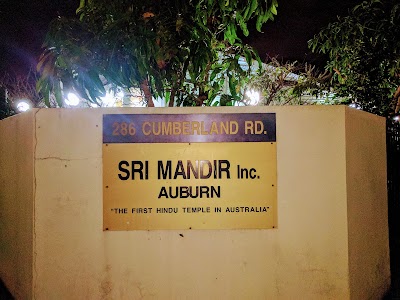 286 CUMBERLAND RD.
SRI MANDIR Inc.
AUBURN
"THE FIRST HINDU TEMPLE IN AUSTRALIA"